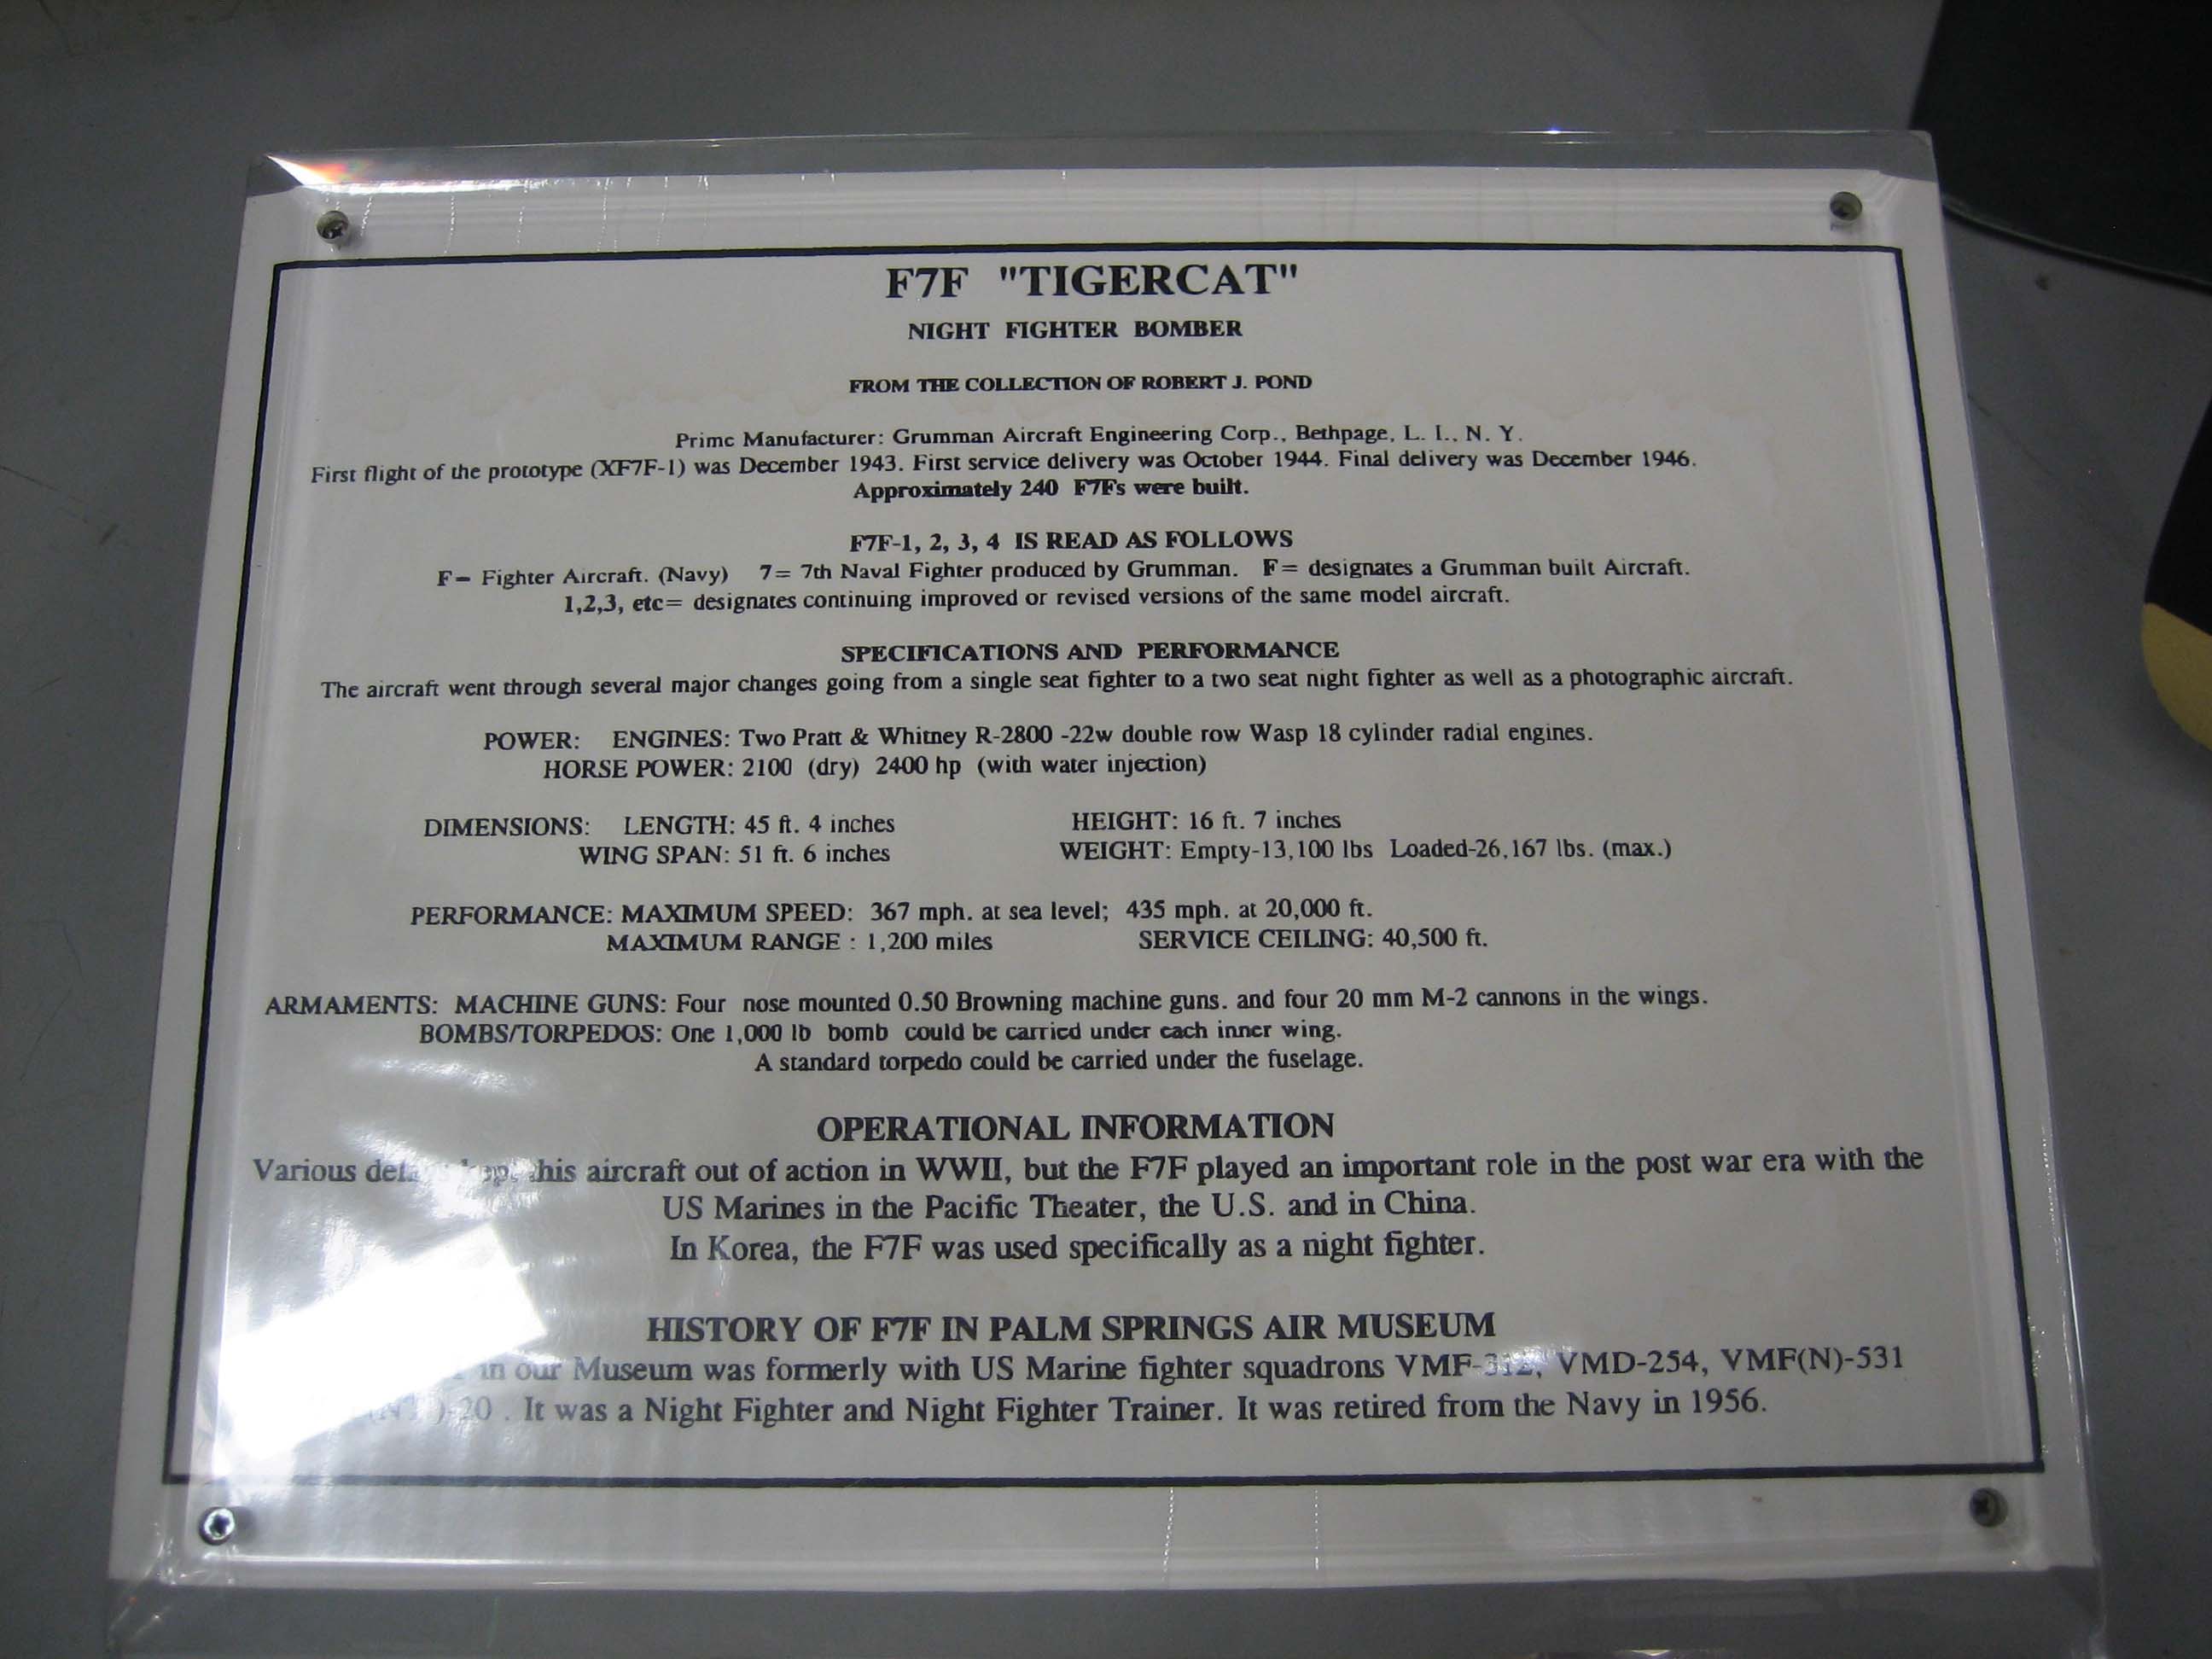 F7F "TIGERCAT"
NIGHT FIGHTER BOMBER
FROM THE COLLECTION OF ROBERT J. POND
Prime Manufacturer: Grumman Aircraft Engineering Corp., Bethpage, L. I., N. Y.
First flight of the prototype (XF7F-1) was December 1943. First service delivery was October 1944. Final delivery was December 1946.
Approximately 240 F7Fs were built.
F7F-1, 2, 3, 4 IS READ AS FOLLOWS
F= Fighter Aircraft. (Navy) 7= 7th Naval Fighter produced by Grumman. F= designates a Grumman built Aircraft.
1,2,3, etc= designates continuing improved or revised versions of the same model aircraft.
SPECIFICATIONS AND PERFORMANCE
The aircraft went through several major changes going from a single seat fighter to a two seat night fighter as well as a photographic aircraft.
POWER: ENGINES: Two Pratt & Whitney R-2800 -22w double row Wasp 18 cylinder radial engines.
HORSE POWER: 2100 (dry) 2400 hp (with water injection)
DIMENSIONS: LENGTH: 45 ft. 4 inches HEIGHT: 16 ft. 7 inches
WING SPAN: 51 ft. 6 inches WEIGHT: Empty-13,100 lbs Loaded-26,167 lbs. (max.)
PERFORMANCE: MAXIMUM SPEED: 367 mph. at sea level; 435 mph. at 20,000 ft.
MAXIMUM RANGE : 1,200 miles SERVICE CEILING: 40,500 ft.
ARMAMENTS: MACHINE GUNS: Four nose mounted 0.50 Browning machine guns. and four 20 mm M-2 cannons in the wings.
BOMBS/TORPEDOS: One 1,000 lb bomb could be carried under each inner wing.
A standard torpedo could be carried under the fuselage.
OPERATIONAL INFORMATION
Various this aircraft out of action in WWII, but the F7F played an important role in the post war era with the
US Marines in the Pacific Theater, the U.S. and in China.
In Korea, the F7F was used specifically as a night fighter.
HISTORY OF F7F IN PALM SPRINGS AIR MUSEUM
in our Museum was formerly with US Marine fighter squadrons VMD-254, VMF(N)-531
It was a Night Fighter and Night Fighter Trainer. It was retired from the Navy in 1956.